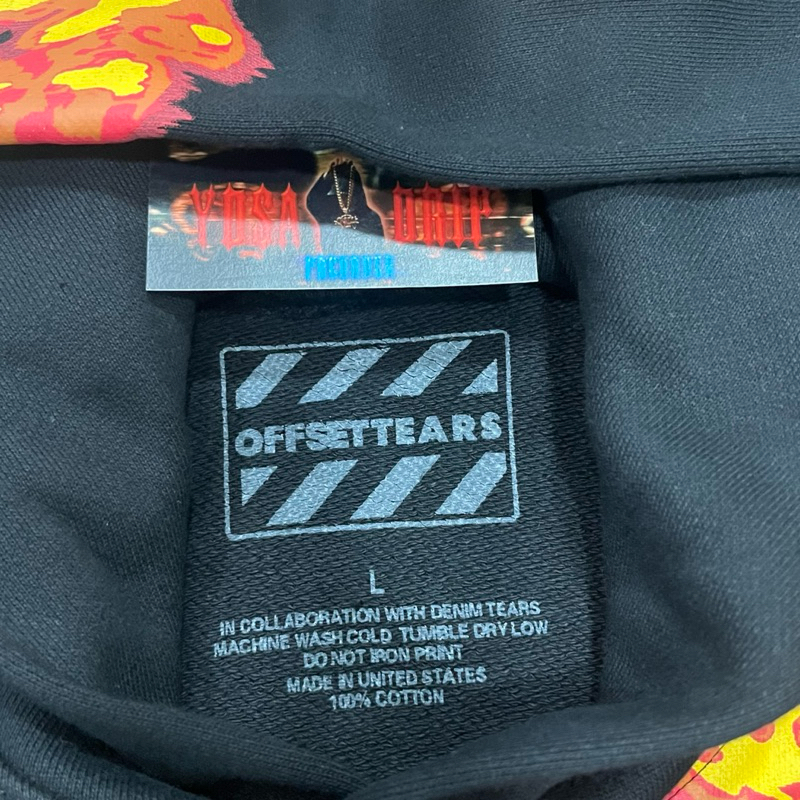 YOSA DRIP
OFFSETTEARS
L
IN COLLABORATION WITH DENIM TEARS
MACHINE WASH COLD TUMBLE DRY LOW
DO NOT IRON PRINT
MADE IN UNITED STATES
100% COTTON